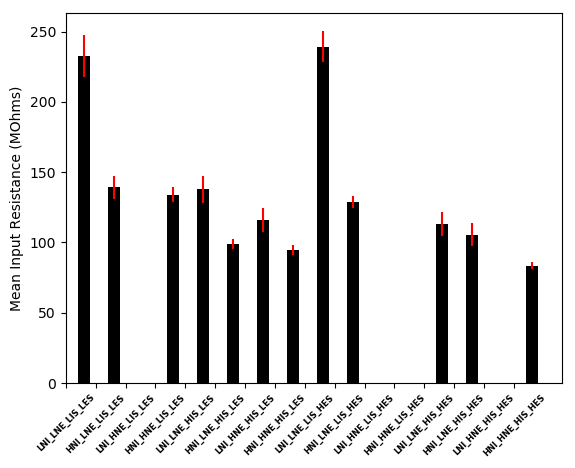 250
200
150
100
50
0
Mean Input Resistance (MOhms)
LNI_LNE_LIS_LES
HNI_LNE_LIS_LES
LNI_HNE_LIS_LES
HNI_HNE_LIS_LES
LNI_LNE_HIS_LES
HNI_LNE_HIS_LES
LNI_HNE_HIS_LES
HNI_HNE_HIS_LES
LNI_LNE_LIS_HES
HNI_LNE_LIS_HES
LNI_HNE_LIS_HES
HNI_HNE_LIS_HES
LNI_LNE_HIS_HES
HNI_LNE_HIS_HES
LNI_HNE_HIS_HES
HNI_HNE_HIS_HES